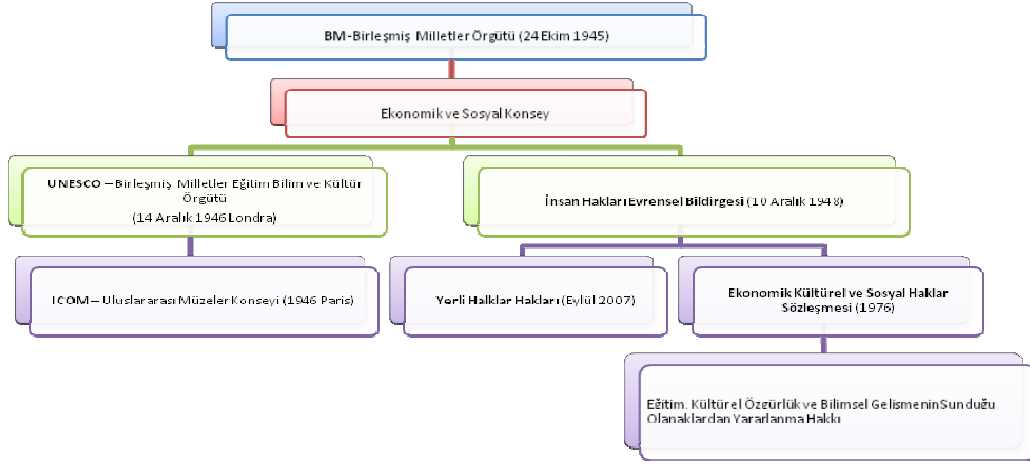 BM-Birleşmiş Milletler Örgütü (24 Ekim 1945)
Ekonomik ve Sosyal Konsey
UNESCO – Birleşmiş Milletler Eğitim Bilim ve Kültür
Örgütü
(14 Aralık 1946 Londra)
İnsan Hakları Evrensel Bildirgesi (10 Aralık 1948)
ICOM – Uluslararası Müzeler Konseyi (1946 Paris)
Yerli Halklar Hakları (Eylül 2007)
Ekonomik Kültürel ve Sosyal Haklar
Sözleşmesi (1976)
Eğitim, Kültürel Özgürlük ve Bilimsel Gelişmenin Sunduğu
Olanaklardan Yararlanma Hakkı